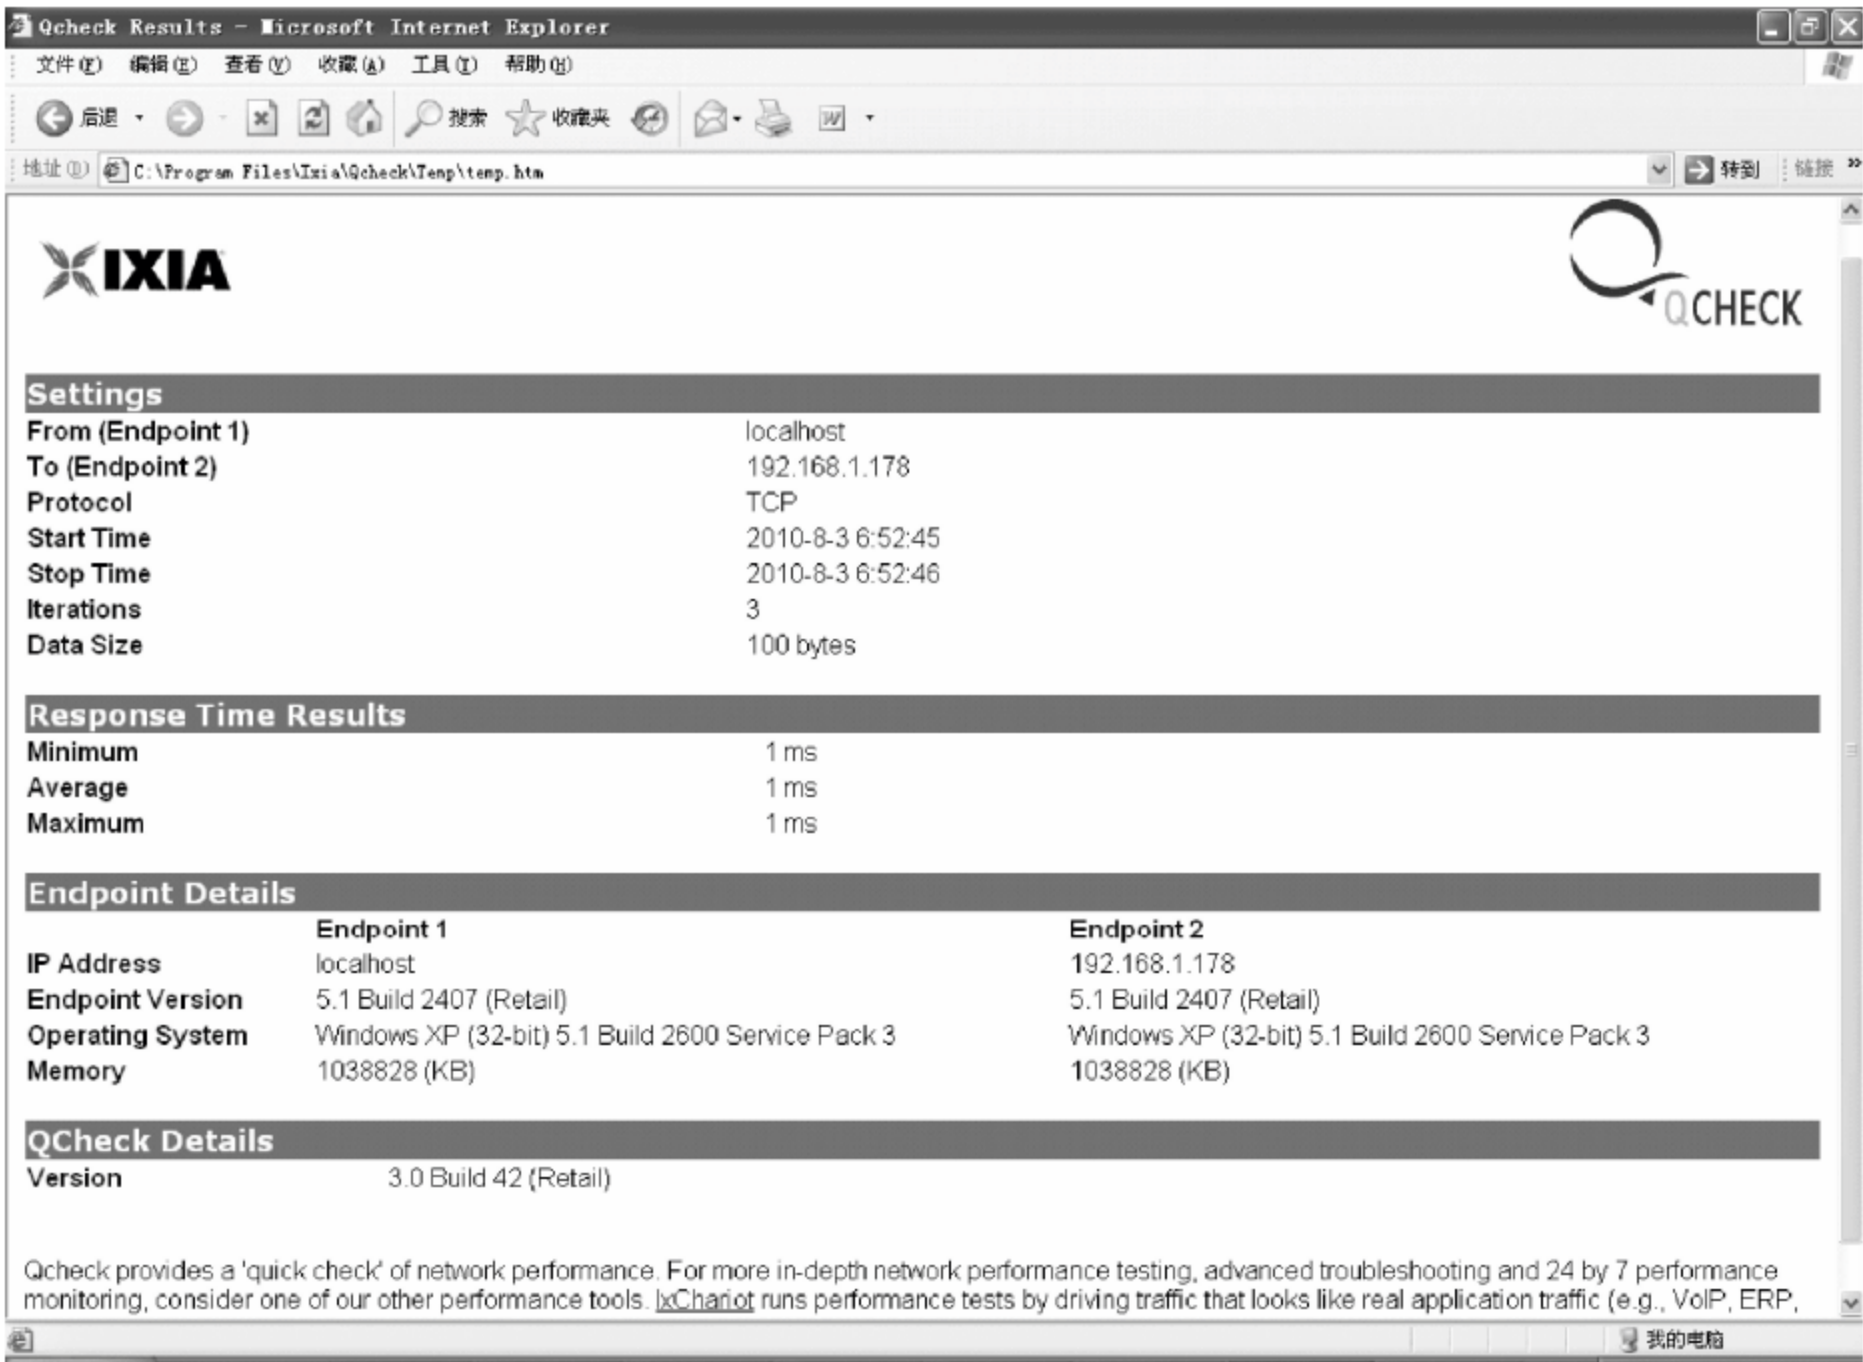 Qcheck Results - Microsoft Internet Explorer
文件(F) 编辑(E) 查看(V) 收藏(A) 工具(T) 帮助(H)
后退 搜索 收藏夹
地址(D) C:\Program Files\Ixia\Qcheck\Temp\temp.htm 转到 链接 »
IXIA
QCHECK
Settings
From (Endpoint 1) localhost
To (Endpoint 2) 192.168.1.178
Protocol TCP
Start Time 2010-8-3 6:52:45
Stop Time 2010-8-3 6:52:46
Iterations 3
Data Size 100 bytes
Response Time Results
Minimum 1 ms
Average 1 ms
Maximum 1 ms
Endpoint Details
Endpoint 1 Endpoint 2
IP Address localhost 192.168.1.178
Endpoint Version 5.1 Build 2407 (Retail) 5.1 Build 2407 (Retail)
Operating System Windows XP (32-bit) 5.1 Build 2600 Service Pack 3 Windows XP (32-bit) 5.1 Build 2600 Service Pack 3
Memory 1038828 (KB) 1038828 (KB)
QCheck Details
Version 3.0 Build 42 (Retail)
Qcheck provides a 'quick check' of network performance. For more in-depth network performance testing, advanced troubleshooting and 24 by 7 performance
monitoring, consider one of our other performance tools. IxChariot runs performance tests by driving traffic that looks like real application traffic (e.g., VoIP, ERP,
我的电脑